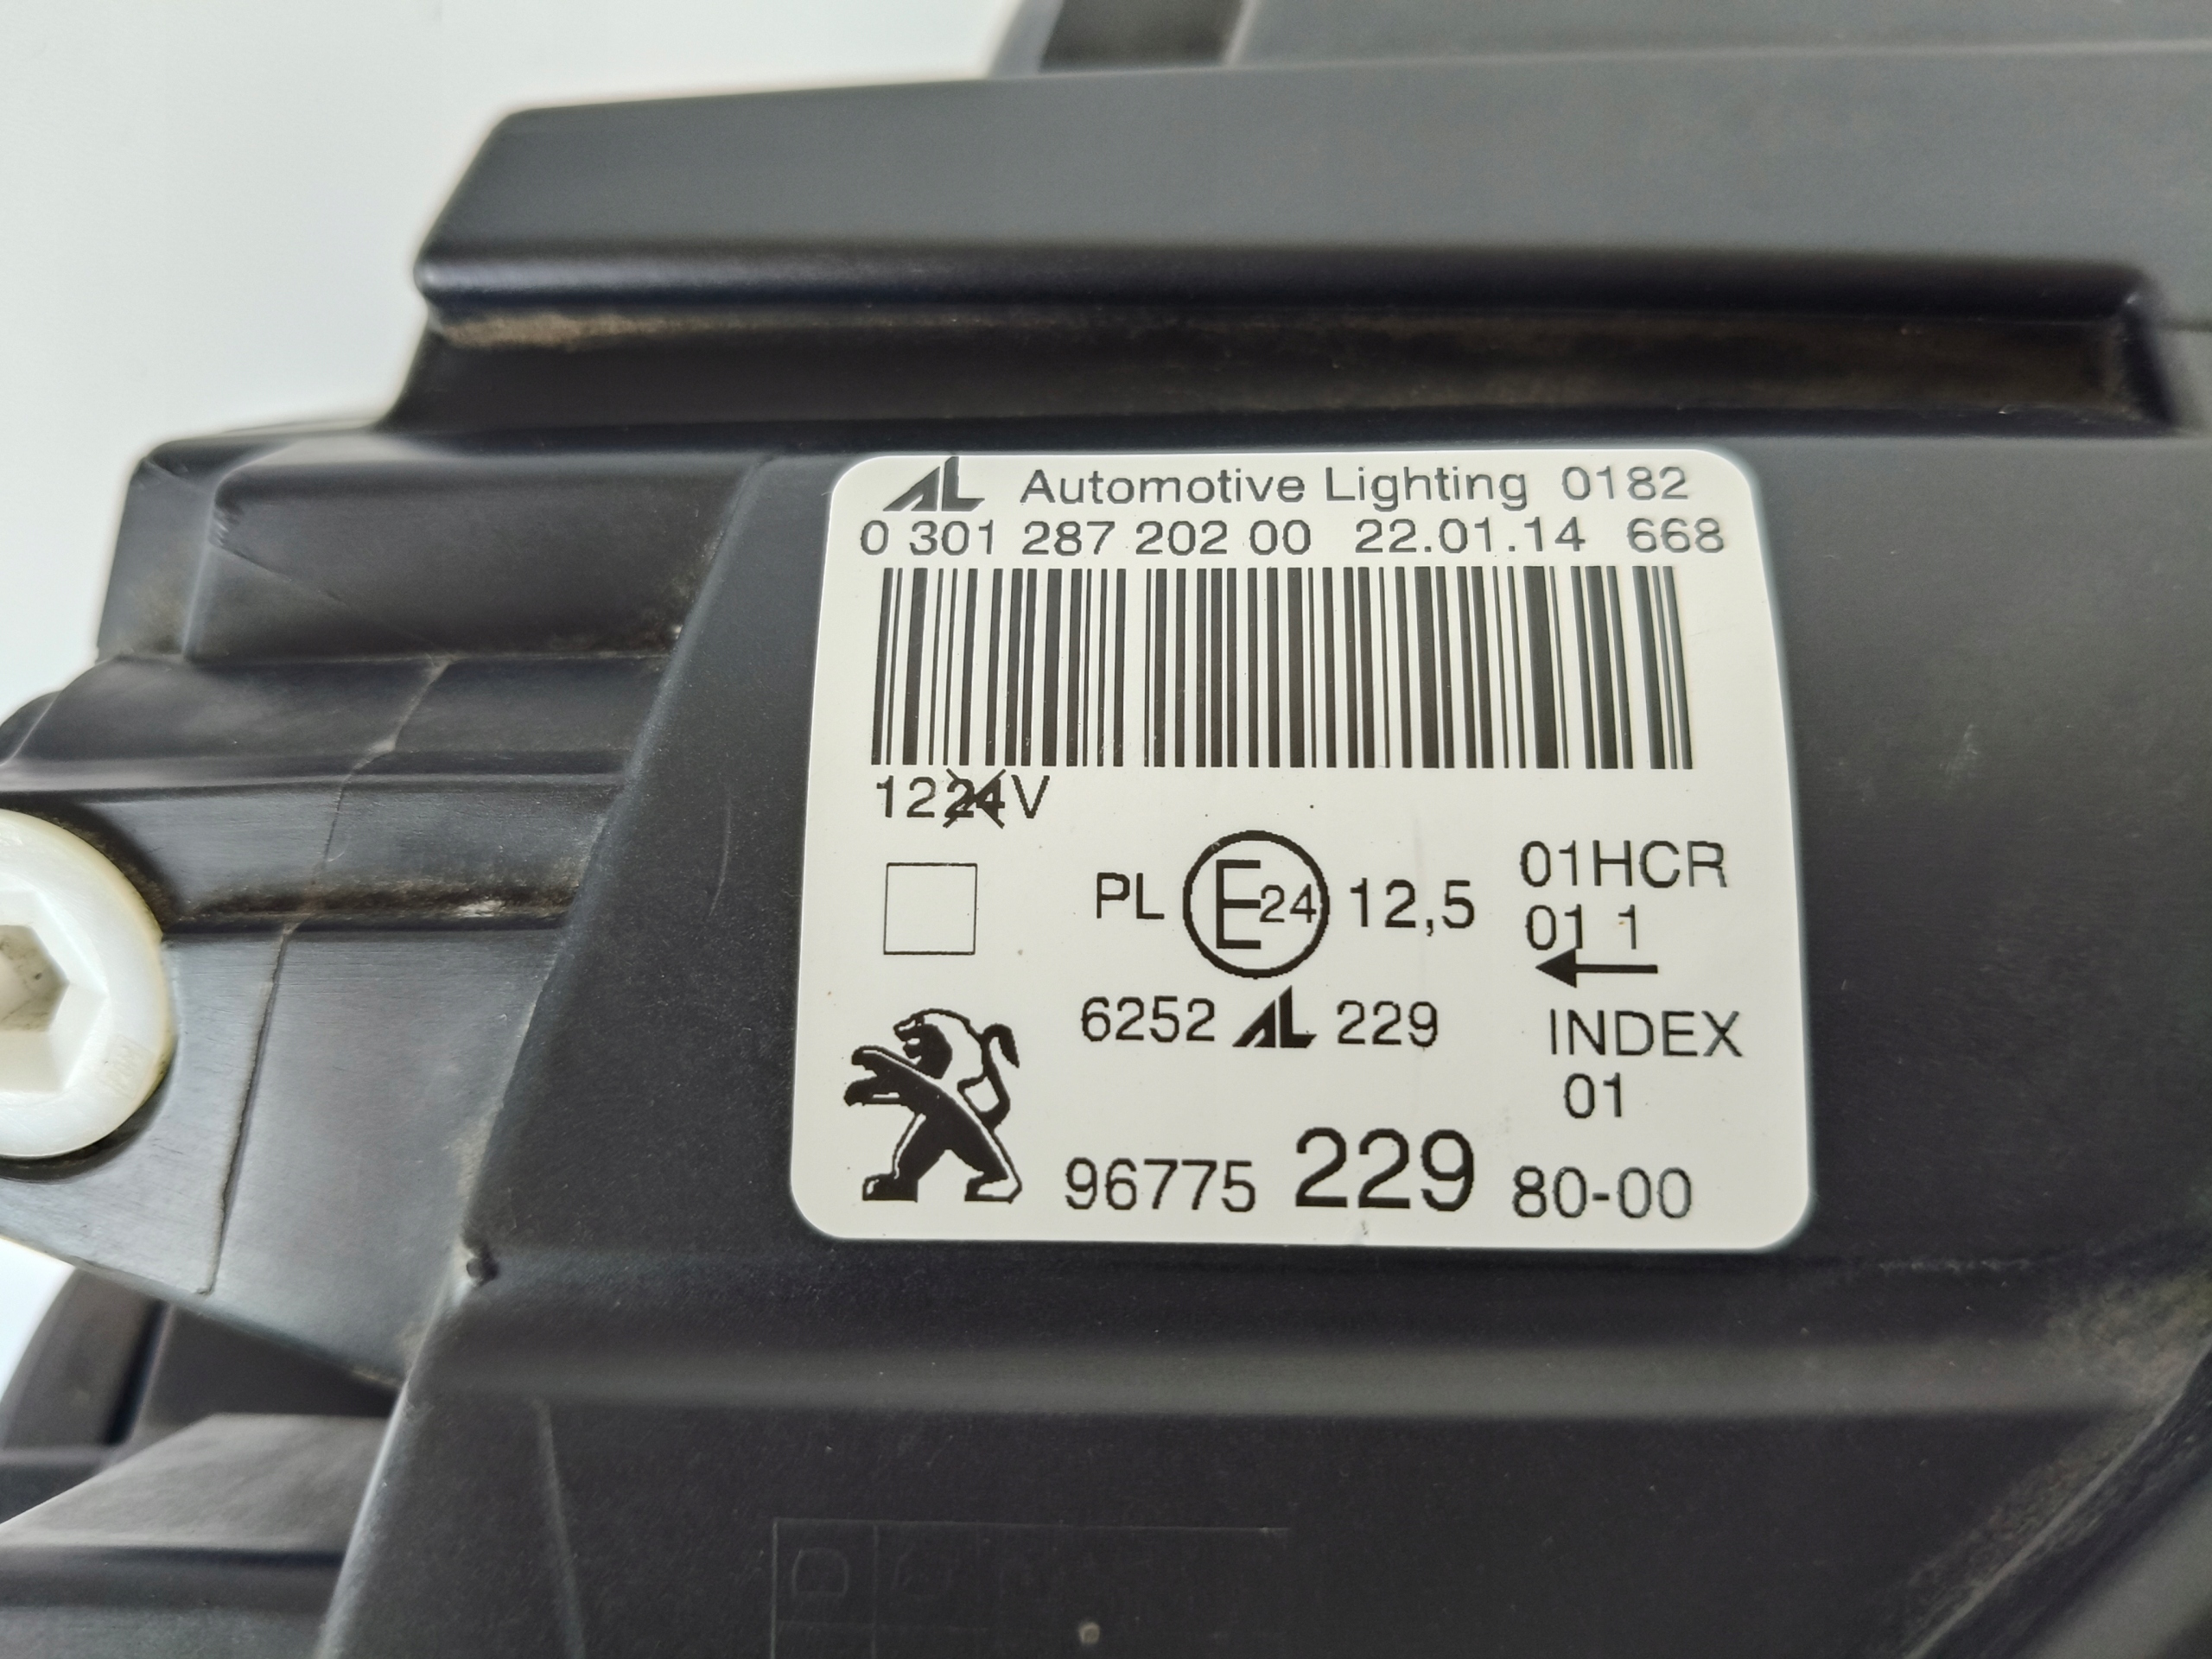 AL Automotive Lighting 0182
0 301 287 202 00 22.01.14 668
1224V
PL E24 12,5 01HCR
01 1
6252 AL 229
INDEX
01
96775 229 80-00
D